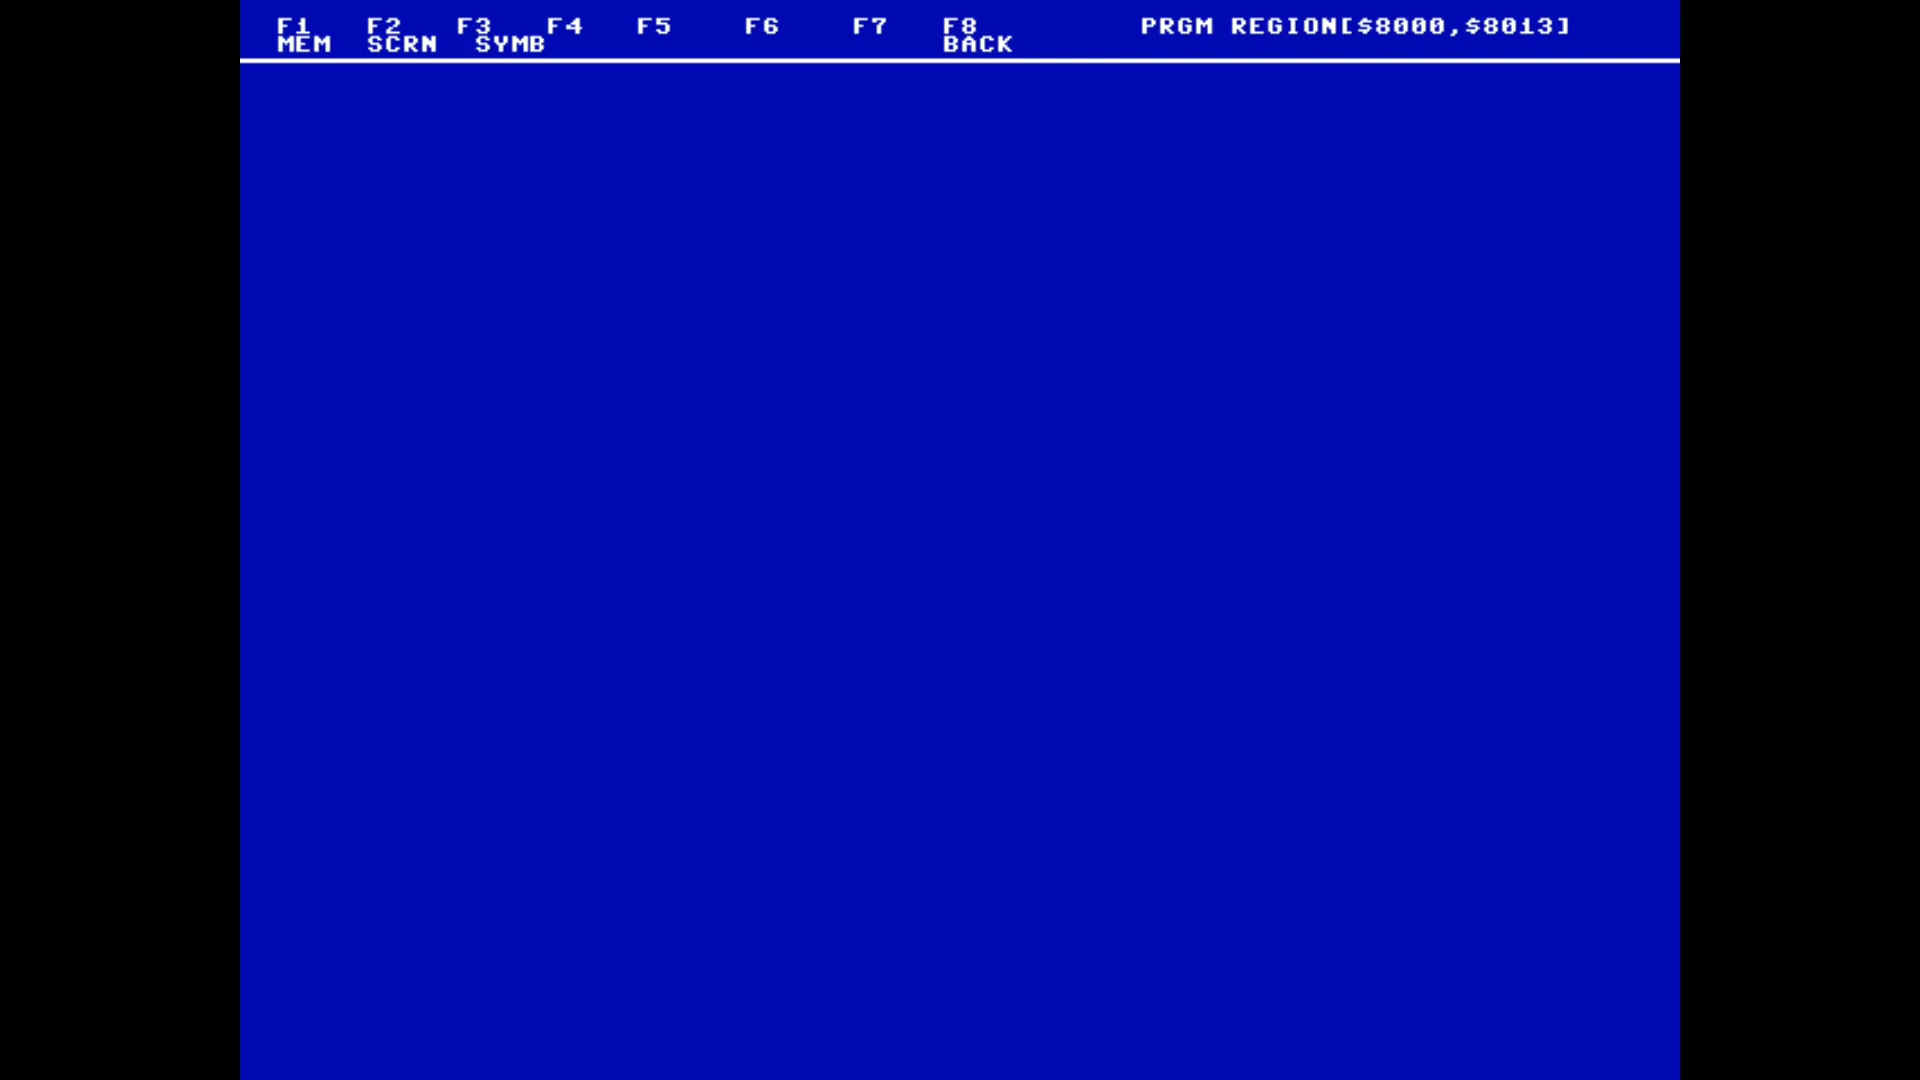 F1 F2 F3 F4 F5 F6 F7 F8 PRGM REGION[$8000,$8013]
MEM SCRN SYMB BACK